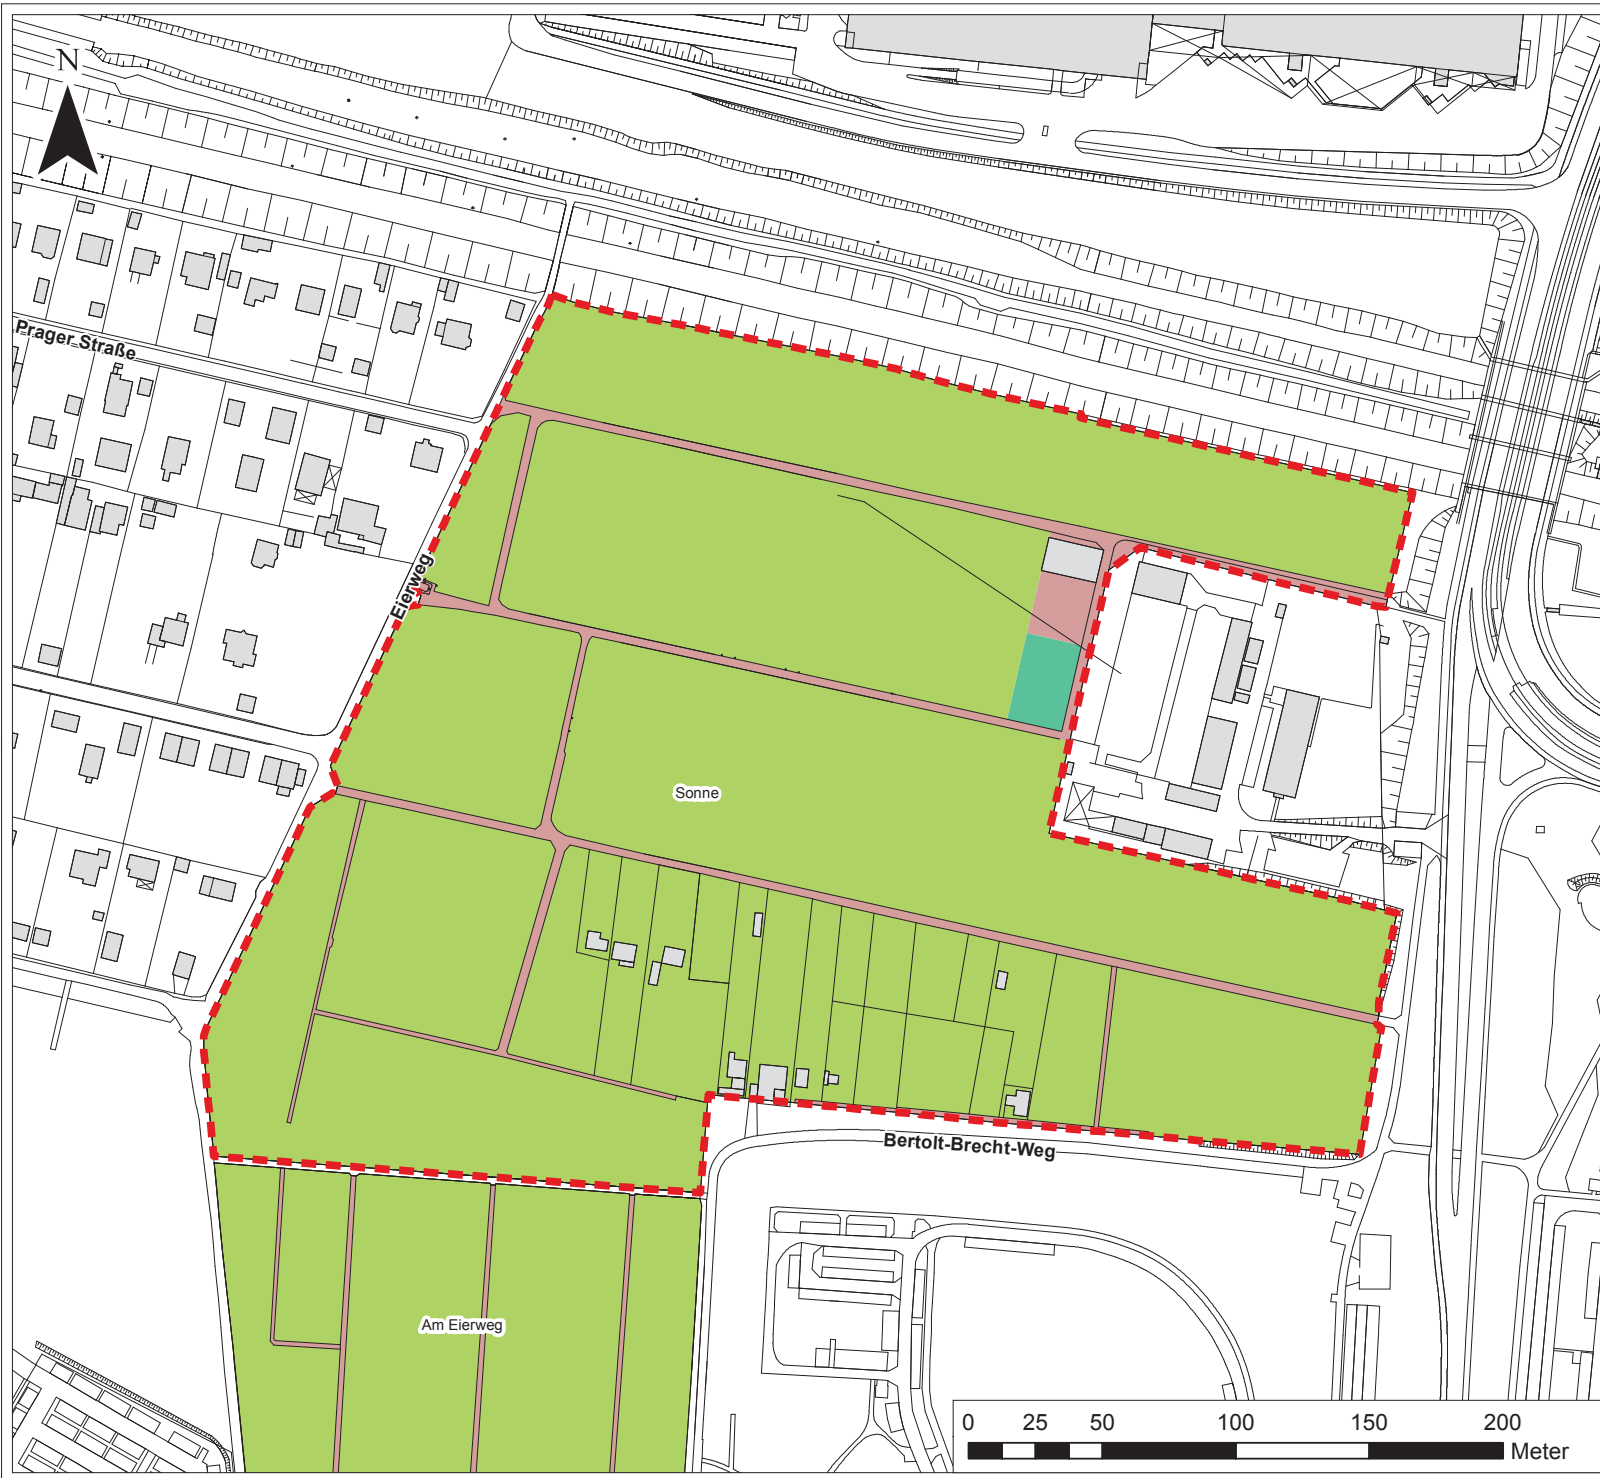 N
Prager Straße
Eierweg
Sonne
Bertolt-Brecht-Weg
Am Eierweg
0 25 50 100 150 200
Meter